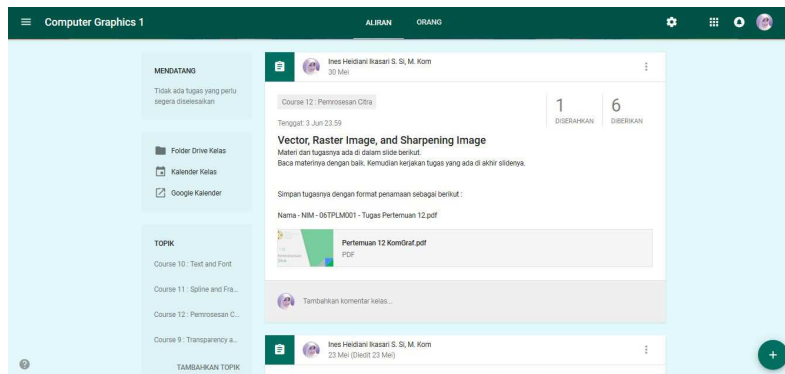 Computer Graphics 1
ALIRAN
ORANG
MENDATANG
Tidak ada tugas yang perlu
segera diselesaikan
Folder Drive Kelas
Kalender Kelas
Google Kalender
TOPIK
Course 10 : Text and Font
Course 11 : Spline and Fra...
Course 12 : Pemrosesan C...
Course 9 : Transparency a...
TAMBAHKAN TOPIK
Ines Heidiani Ikasari S. Si, M. Kom
30 Mei
Course 12 : Pemrosesan Citra
Tenggat: 3 Jun 23.59
1
DISERAHKAN
6
DIBERIKAN
Vector, Raster Image, and Sharpening Image
Materi dan tugasnya ada di dalam slide berikut.
Baca materinya dengan baik. Kemudian kerjakan tugas yang ada di akhir slidenya.
Simpan tugasnya dengan format penamaan sebagai berikut :
Nama - NIM - 06TPLM001 - Tugas Pertemuan 12.pdf
Pertemuan 12 KomGraf.pdf
PDF
Tambahkan komentar kelas...
Ines Heidiani Ikasari S. Si, M. Kom
23 Mei (Diedit 23 Mei)